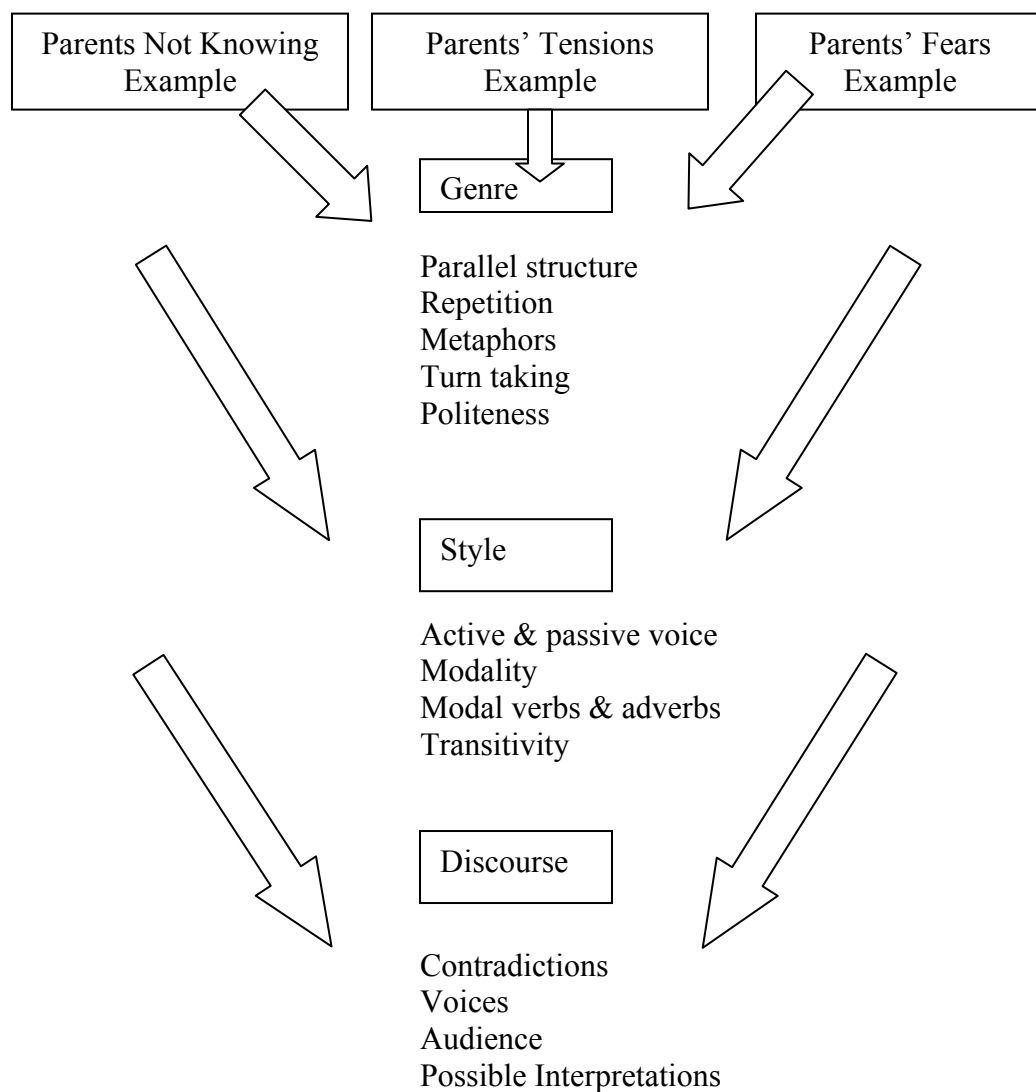 Parents Not Knowing
Example
Parents’ Tensions
Example
Parents’ Fears
Example
Genre
Parallel structure
Repetition
Metaphors
Turn taking
Politeness
Style
Active & passive voice
Modality
Modal verbs & adverbs
Transitivity
Discourse
Contradictions
Voices
Audience
Possible Interpretations